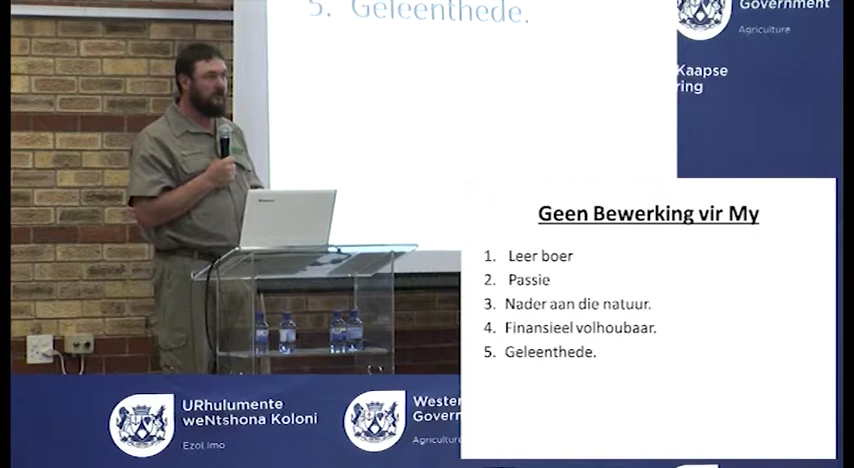 5. Geleenthede.
Government
Agriculture
Kaapse
ring
Geen Bewerking vir My
1. Leer boer
2. Passie
3. Nader aan die natuur.
4. Finansieel volhoubaar.
5. Geleenthede.
URhulumente
weNtshona Koloni
EzoLimo
Wester
Govern
Agriculture